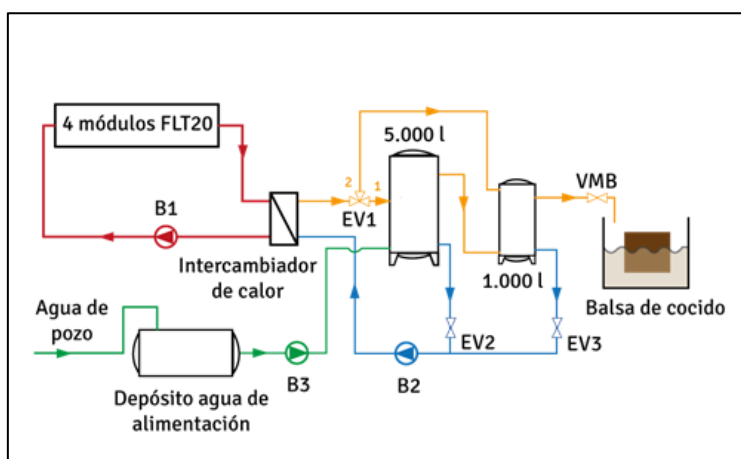 4 módulos FLT20
5.000 l
2
1
EV1
VMB
B1
Intercambiador
de calor
1.000 l
Balsa de cocido
Agua de
pozo
EV2
EV3
B3
B2
Depósito agua de
alimentación